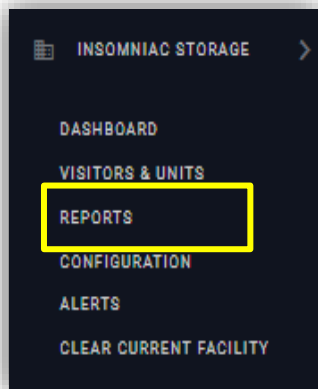 INSOMNIAC STORAGE
DASHBOARD
VISITORS & UNITS
REPORTS
CONFIGURATION
ALERTS
CLEAR CURRENT FACILITY